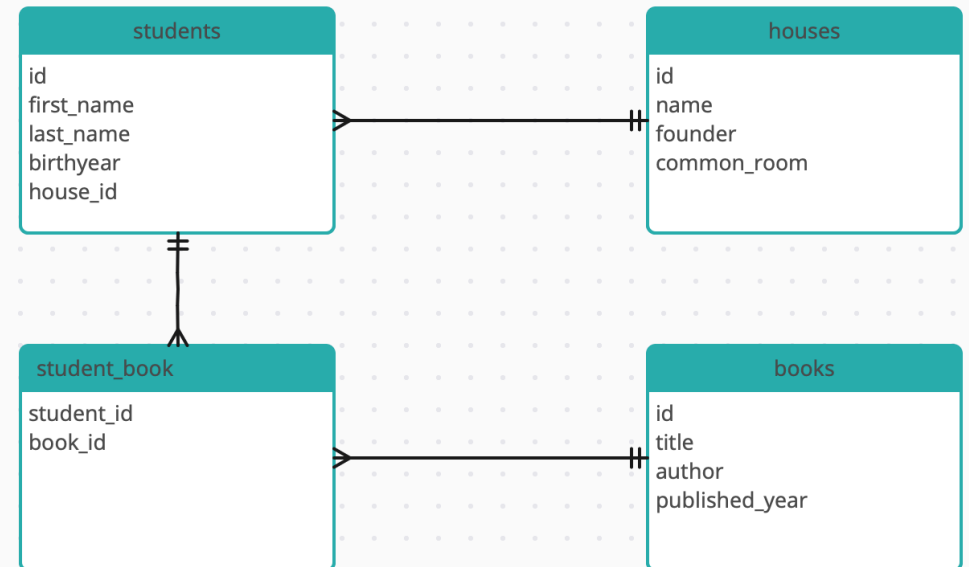 students
id
first_name
last_name
birthyear
house_id
houses
id
name
founder
common_room
student_book
student_id
book_id
books
id
title
author
published_year